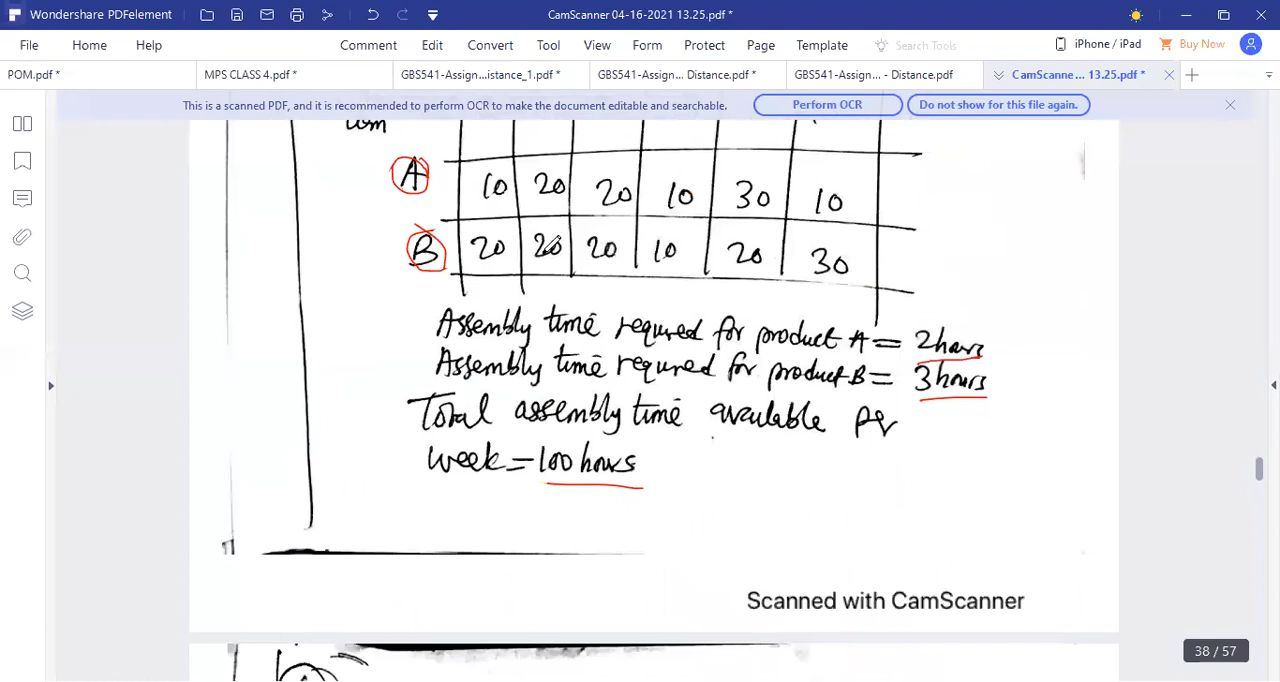 Wondershare PDFelement
CamScanner 04-16-2021 13.25.pdf *
File Home Help Comment Edit Convert Tool View Form Protect Page Template Search Tools iPhone / iPad Buy Now
POM.pdf * MPS CLASS 4.pdf * GBS541-Assign...istance_1.pdf * GBS541-Assign... Distance.pdf * GBS541-Assign... - Distance.pdf CamScanne... 13.25.pdf *
This is a scanned PDF, and it is recommended to perform OCR to make the document editable and searchable. Perform OCR Do not show for this file again.
A 10 20 20 10 30 10
B 20 20 20 10 20 30
Assembly time requred for product A = 2 hours
Assembly time requred for product B = 3 hours
Total assembly time available per
week = 100 hours
Scanned with CamScanner
38 / 57